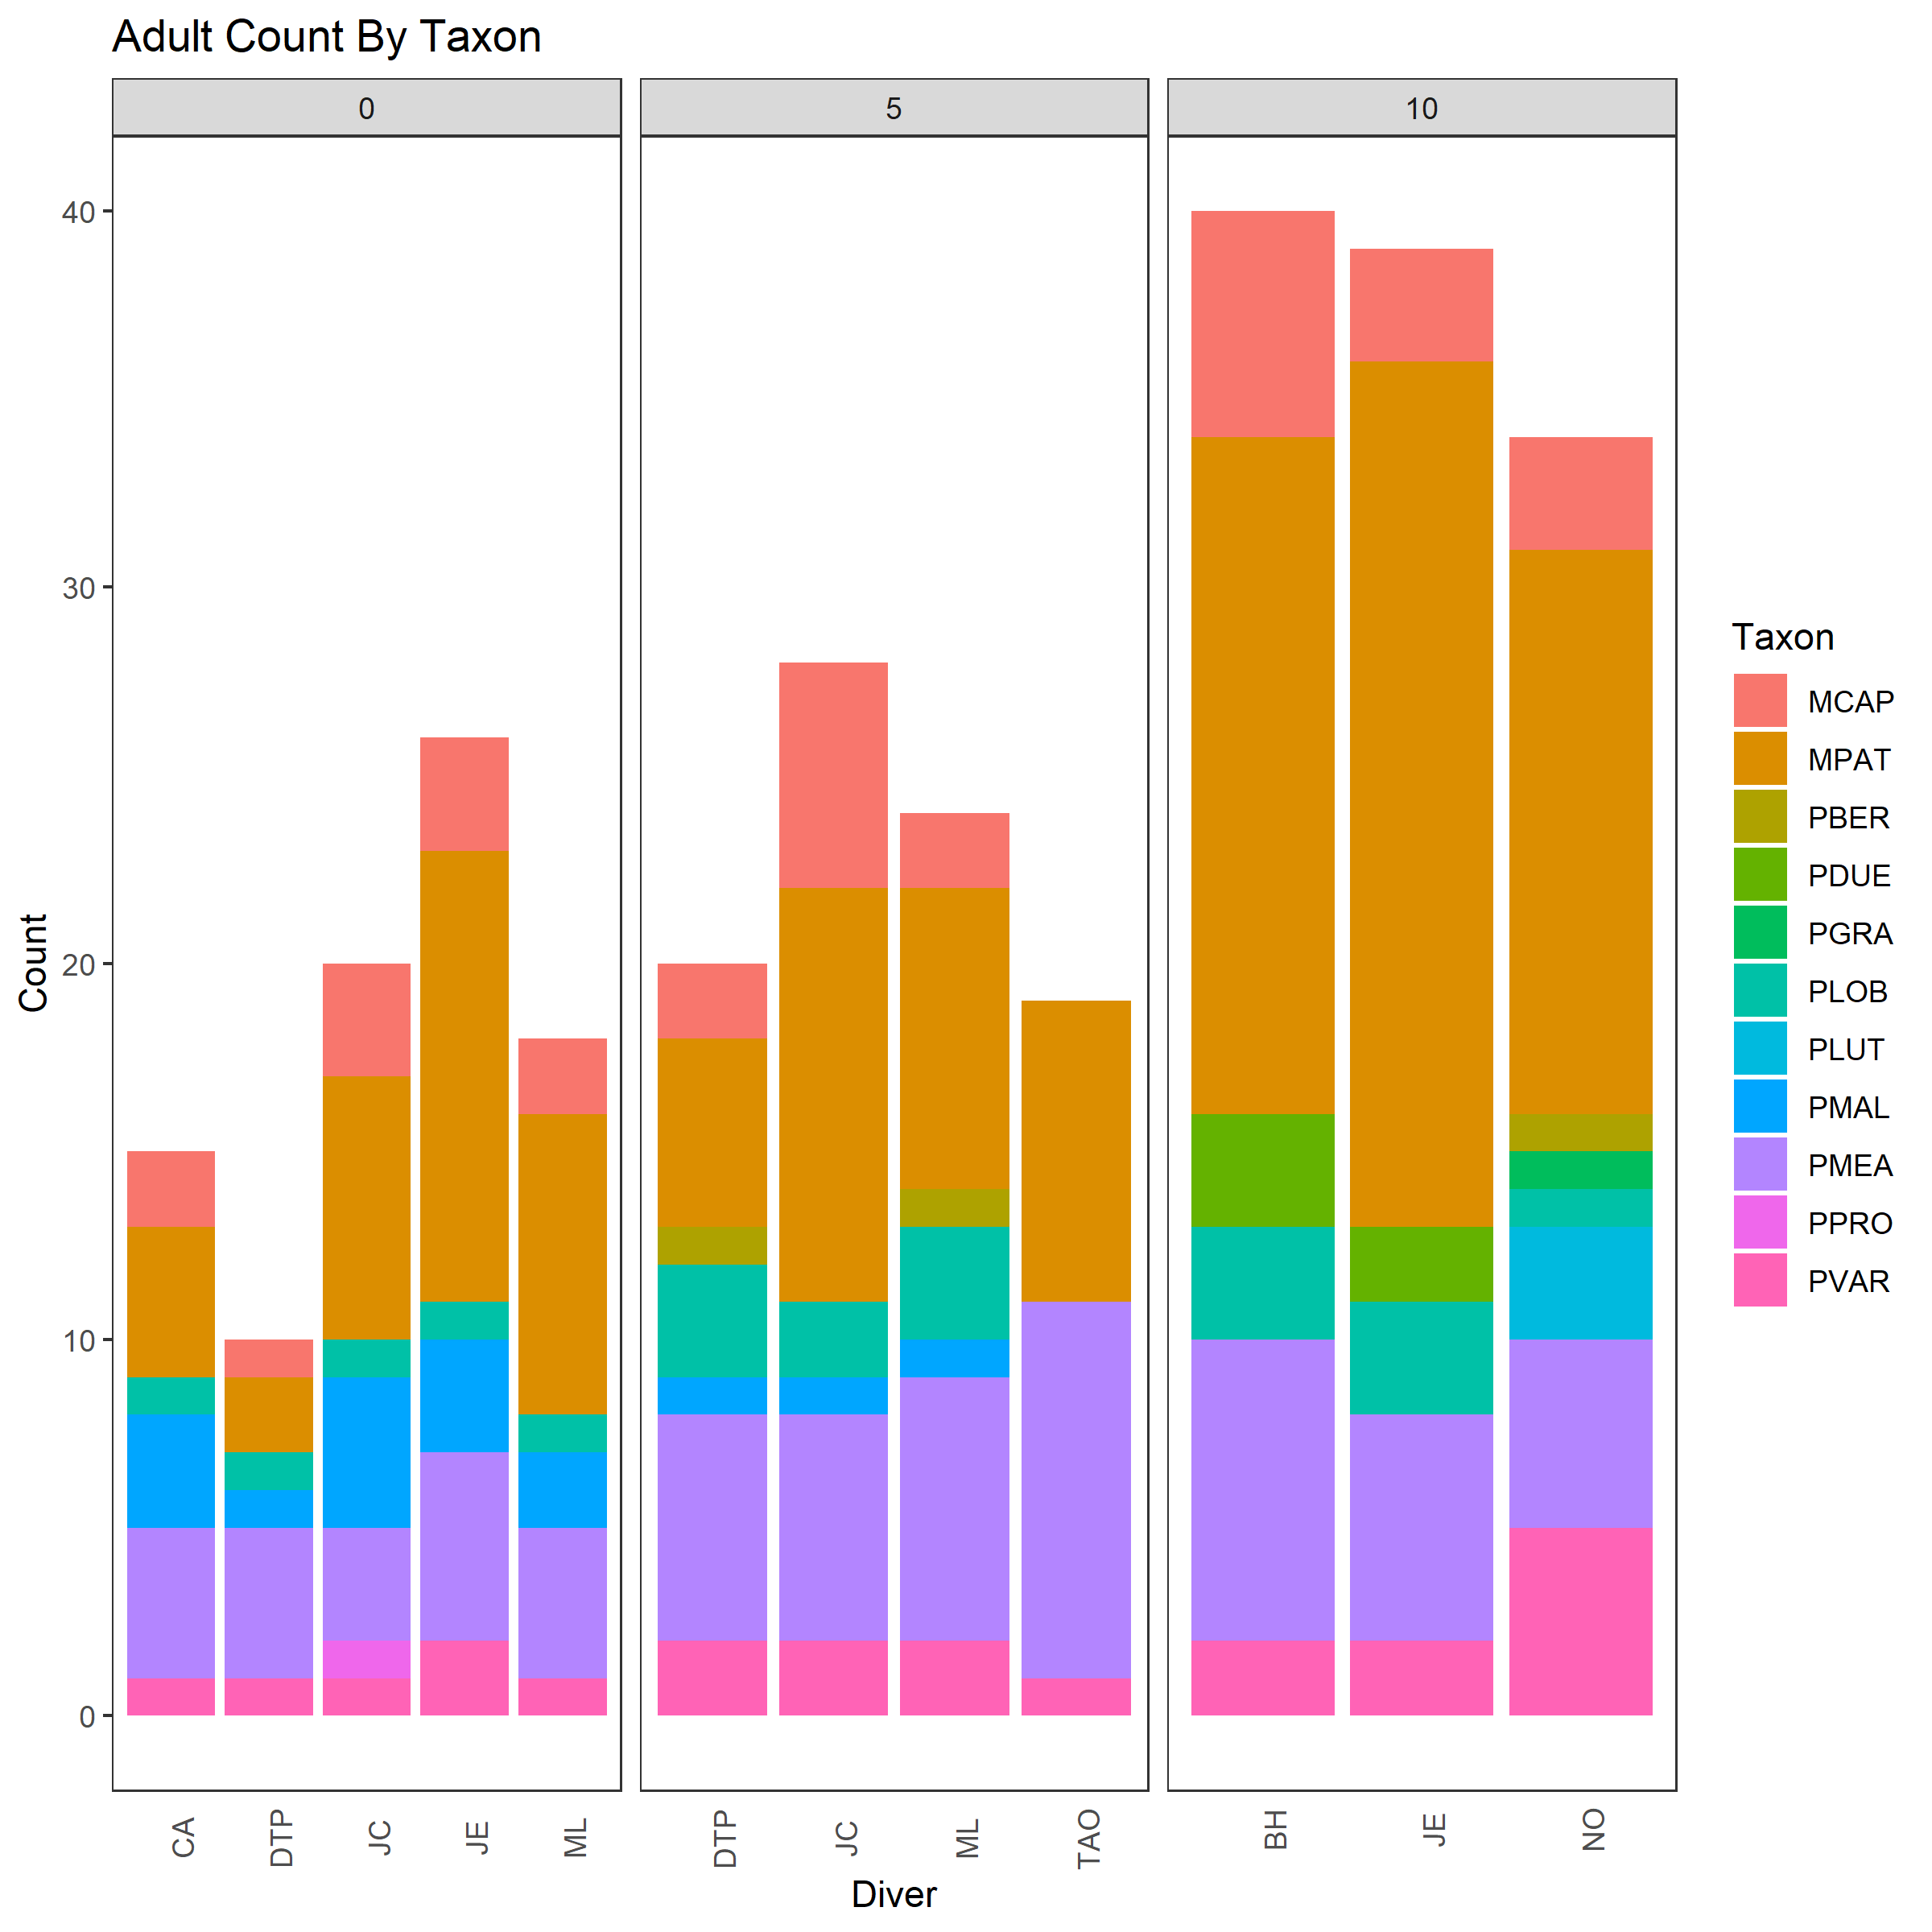 Adult Count By Taxon
0 5 10
40
30
20
10
0
Count
CA DTP JC JE ML DTP JC ML TAO BH JE NO
Diver
Taxon
MCAP
MPAT
PBER
PDUE
PGRA
PLOB
PLUT
PMAL
PMEA
PPRO
PVAR